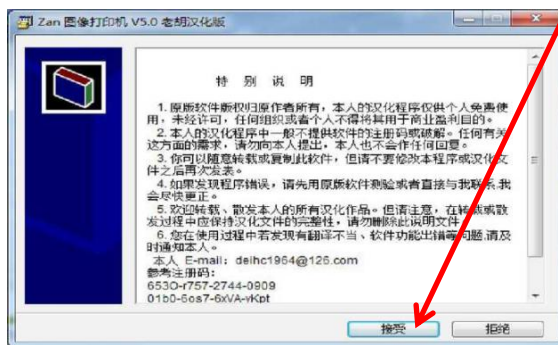 Zan 图像打印机 V5.0 老胡汉化版
特 别 说 明
1. 原版软件版权归原作者所有，本人的汉化程序仅供个人免费使
用，未经许可，任何组织或者个人不得将其用于商业盈利目的。
2. 本人的汉化程序中一般不提供软件的注册码或破解。任何有关
这方面的需求，请勿向本人提出，本人也不会作任何回复。
3. 你可以随意转载或复制此软件，但请不要修改本程序或汉化文
件之后再次发表。
4. 如果发现程序错误，请先用原版软件测验或者直接与我联系,我
会尽快更正。
5. 欢迎转载、散发本人的所有汉化作品。但请注意，在转载或散
发过程中应保持汉化文件的完整性，请勿删除此说明文件
6. 您在使用过程中若发现有翻译不当、软件功能出错等问题,请及
时通知本人。
本人 E-mail：deihc1964@126.com
参考注册码：
653O-r757-2744-0909
01b0-6os7-6xVA-vKpt
接受
拒绝